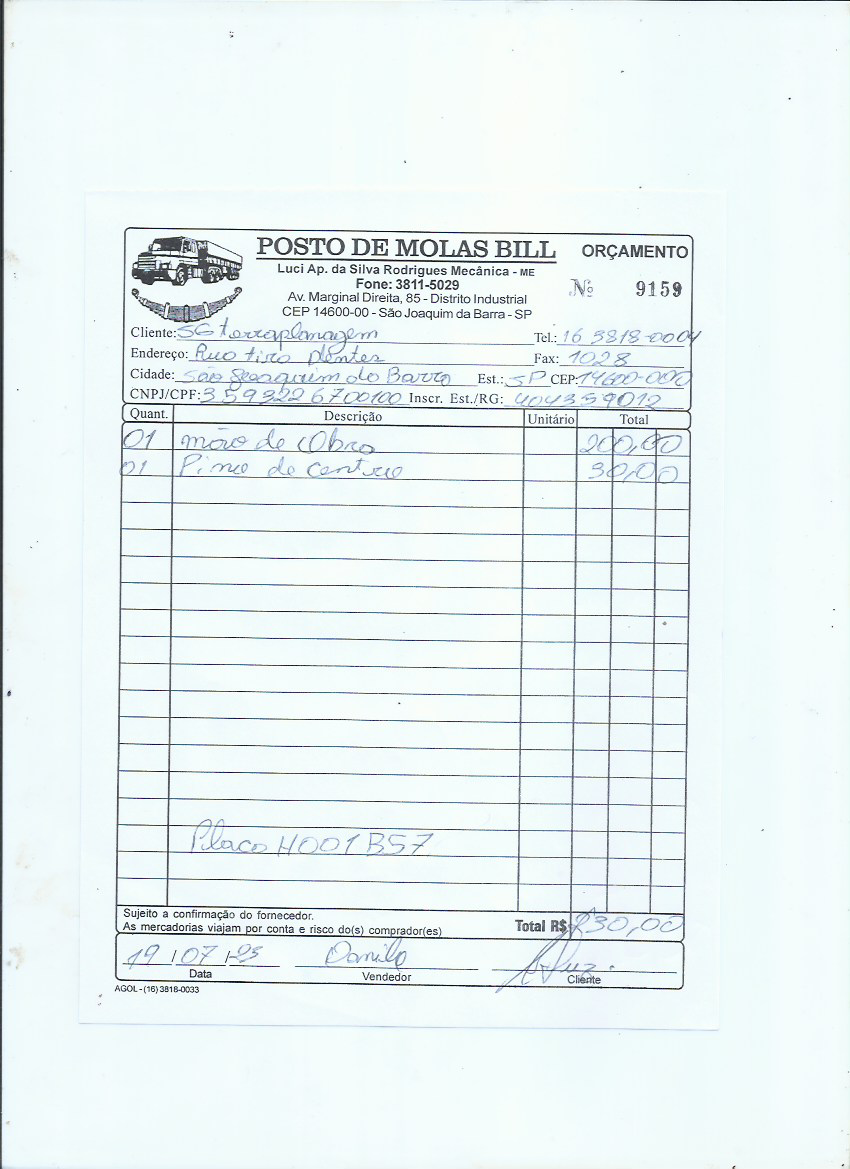 POSTO DE MOLAS BILL ORÇAMENTO
Luci Ap. da Silva Rodrigues Mecânica - ME
Fone: 3811-5029
Nº 9159
Av. Marginal Direita, 85 - Distrito Industrial
CEP 14600-00 - São Joaquim da Barra - SP
Cliente: SG terraplanagem Tel.: 16 3818-0004
Endereço: Rua tira dentes Fax: 1028
Cidade: São Joaquim da Barra Est.: SP CEP: 14600-000
CNPJ/CPF: 3593226700100 Inscr. Est./RG: 404359012
Quant. Descrição Unitário Total
01 mão de Obra 200,00
01 Pino de centro 30,00
Placa H001B57
Sujeito a confirmação do fornecedor.
As mercadorias viajam por conta e risco do(s) comprador(es) Total R$ 230,00
19 / 07 / 23 Danilo
Data Vendedor Cliente
AGOL - (16) 3818-0033